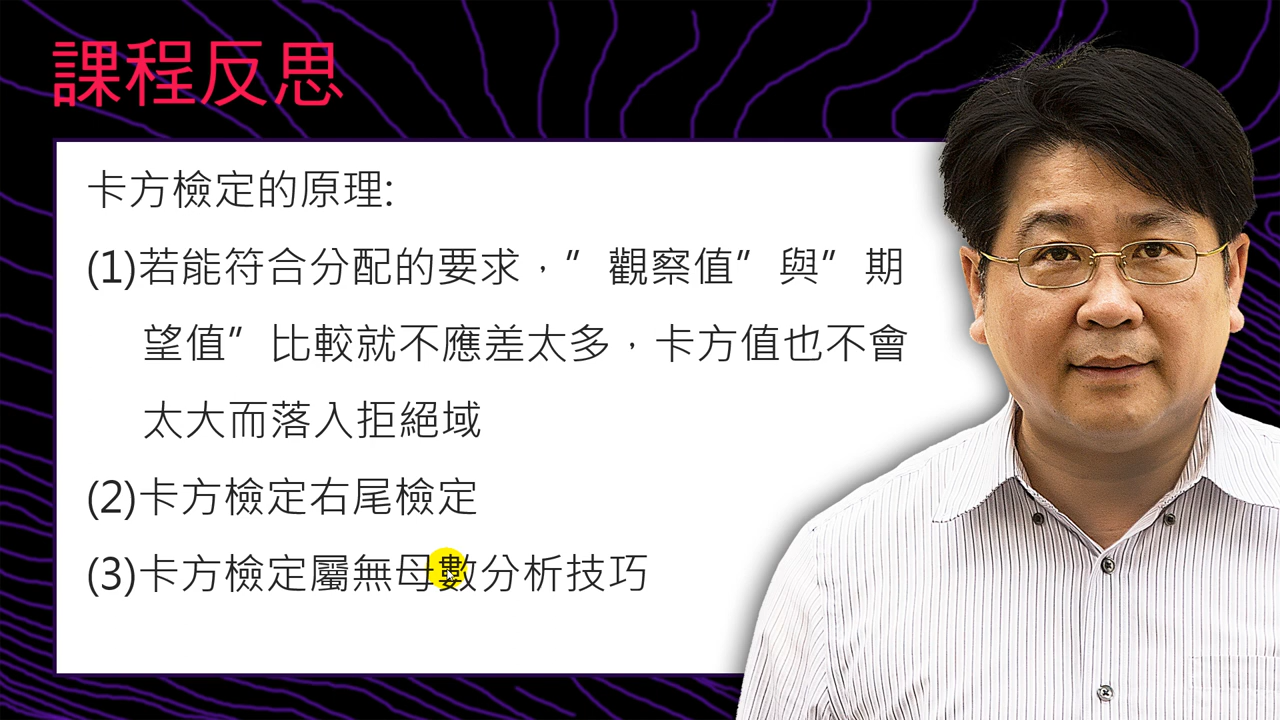 課程反思
卡方檢定的原理:
(1)若能符合分配的要求，”觀察值”與”期
望值”比較就不應差太多，卡方值也不會
太大而落入拒絕域
(2)卡方檢定右尾檢定
(3)卡方檢定屬無母數分析技巧